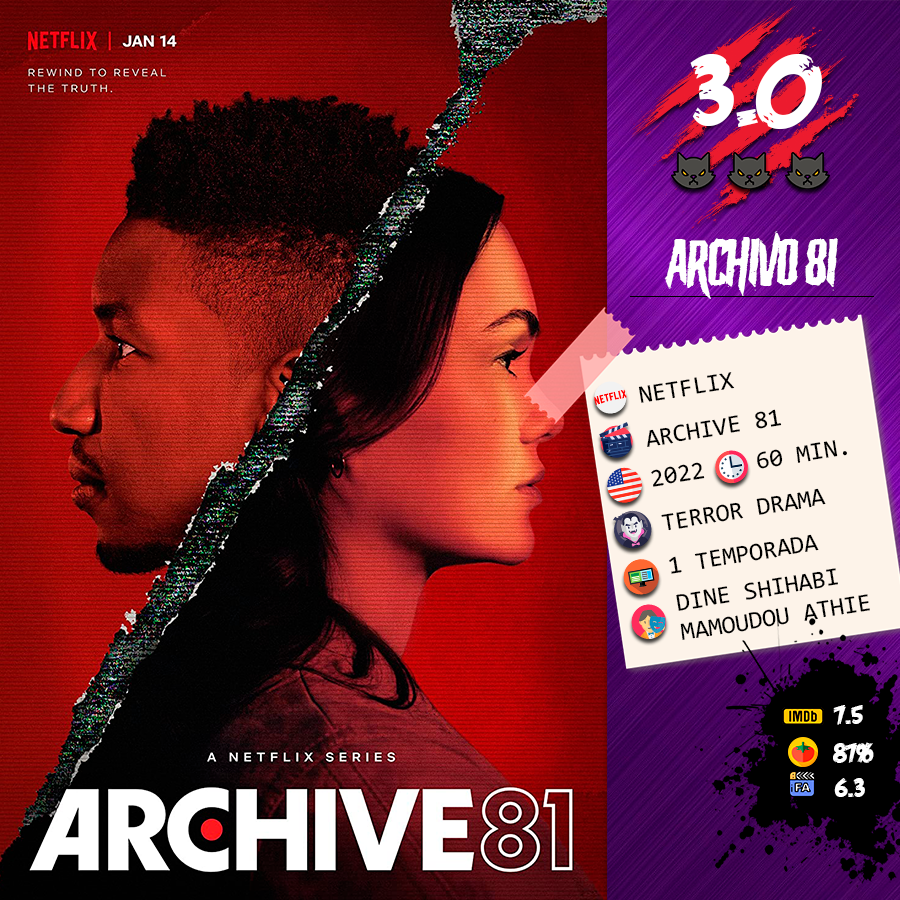 NETFLIX | JAN 14
REWIND TO REVEAL
THE TRUTH.
A NETFLIX SERIES
ARCHIVE81
3.0
ARCHIVO 81
NETFLIX NETFLIX
ARCHIVE 81
2022 60 MIN.
TERROR DRAMA
1 TEMPORADA
DINE SHIHABI
MAMOUDOU ATHIE
IMDb 7.5
87%
FA 6.3